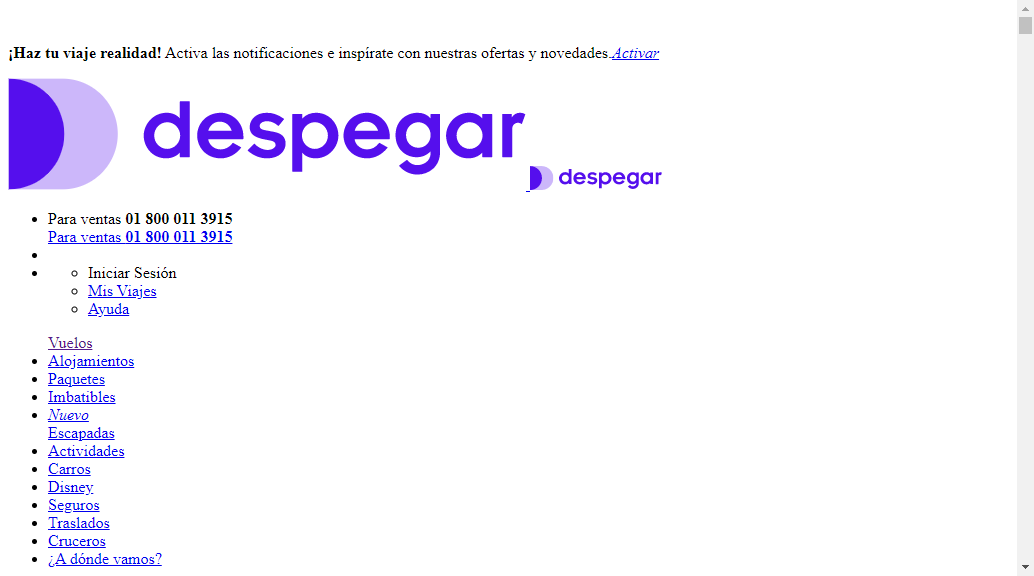 ¡Haz tu viaje realidad! Activa las notificaciones e inspírate con nuestras ofertas y novedades.Activar
despegar
despegar
Para ventas 01 800 011 3915
Para ventas 01 800 011 3915
Iniciar Sesión
Mis Viajes
Ayuda
Vuelos
Alojamientos
Paquetes
Imbatibles
Nuevo
Escapadas
Actividades
Carros
Disney
Seguros
Traslados
Cruceros
¿A dónde vamos?